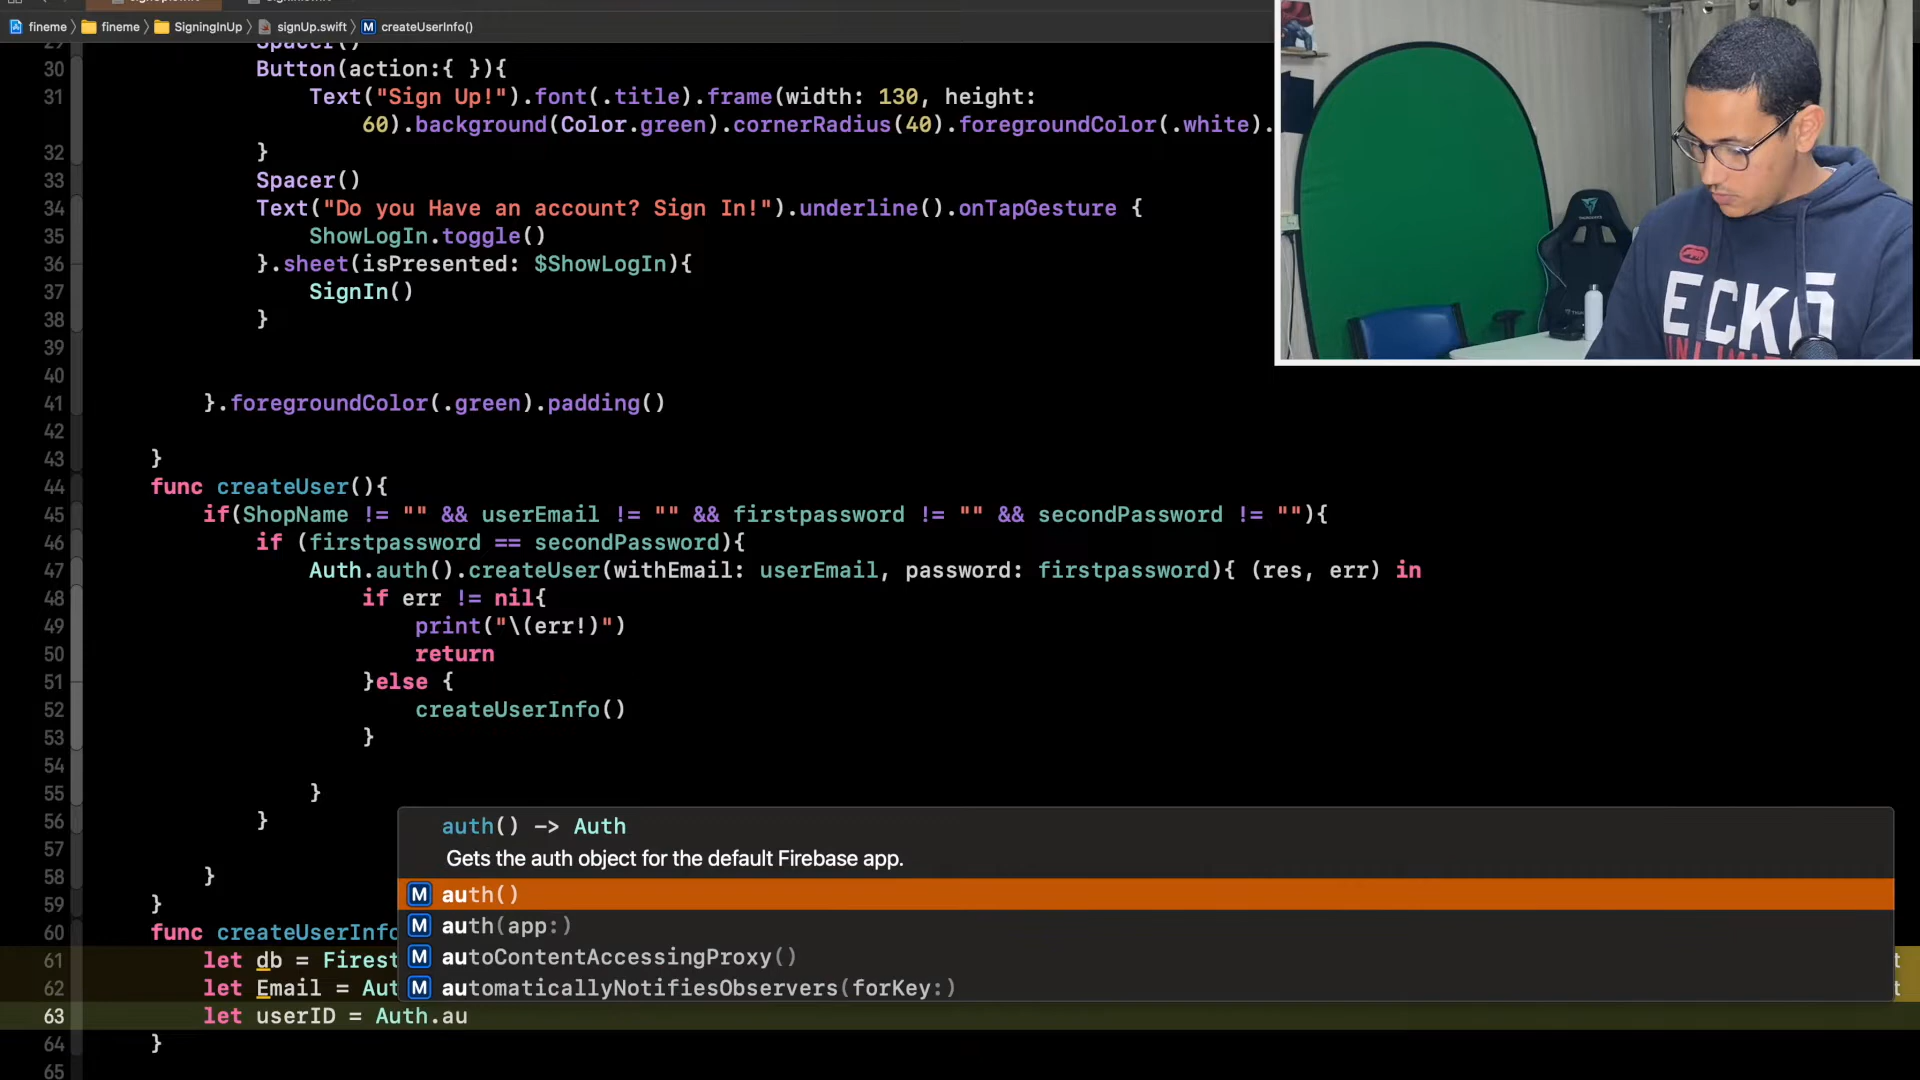 fineme
fineme
SigningInUp
signUp.swift
createUserInfo()
30 Button(action:{ }){
31 Text("Sign Up!").font(.title).frame(width: 130, height:
60).background(Color.green).cornerRadius(40).foregroundColor(.white).
32 }
33 Spacer()
34 Text("Do you Have an account? Sign In!").underline().onTapGesture {
35 ShowLogIn.toggle()
36 }.sheet(isPresented: $ShowLogIn){
37 SignIn()
38 }
39
40
41 }.foregroundColor(.green).padding()
42
43 }
44 func createUser(){
45 if(ShopName != "" && userEmail != "" && firstpassword != "" && secondPassword != ""){
46 if (firstpassword == secondPassword){
47 Auth.auth().createUser(withEmail: userEmail, password: firstpassword){ (res, err) in
48 if err != nil{
49 print("\(err!)")
50 return
51 }else {
52 createUserInfo()
53 }
54
55 }
56 }
57
58 }
59 }
60 func createUserInfo
61 let db = Firest
62 let Email = Aut
63 let userID = Auth.au
64 }
65
auth() -> Auth
Gets the auth object for the default Firebase app.
M auth()
M auth(app:)
M autoContentAccessingProxy()
M automaticallyNotifiesObservers(forKey:)
ECKŌ
UNLIMIT